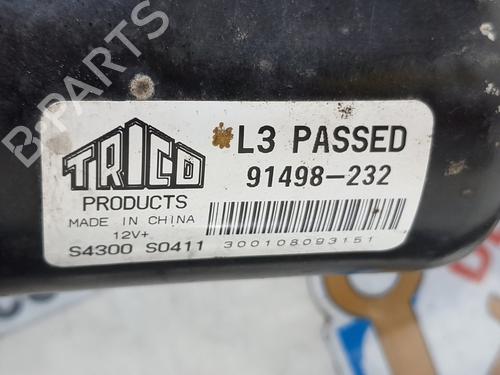 B-PARTS
TRICO
PRODUCTS
MADE IN CHINA
12V+
S4300 S0411
L3 PASSED
91498-232
300108093151